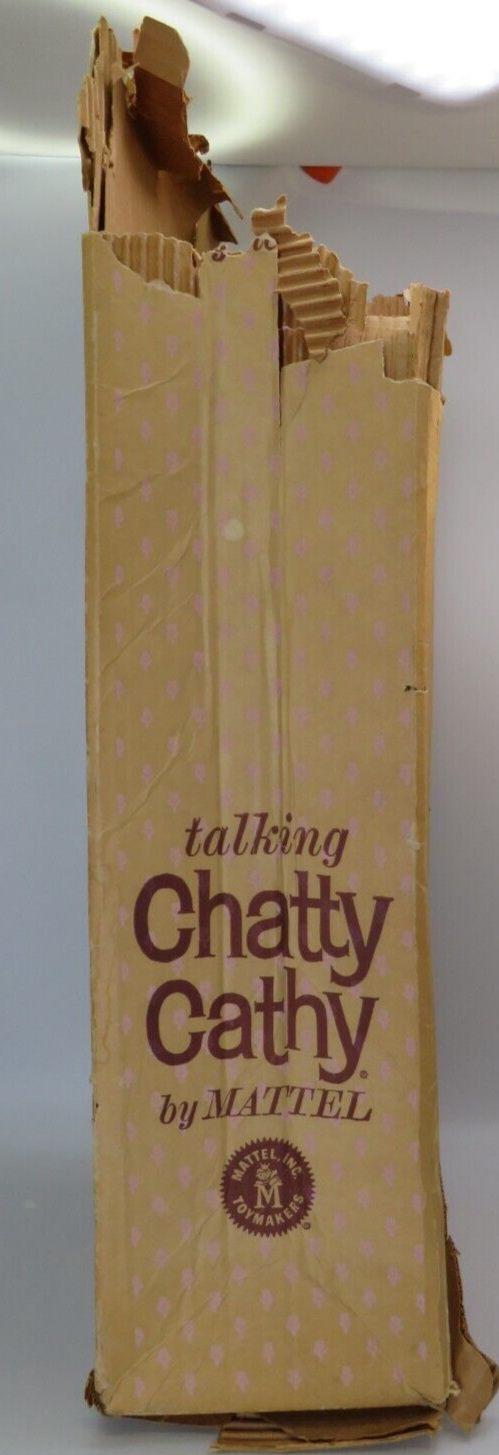 talking
Chatty
Cathy®
by MATTEL
MATTEL, INC.
M
TOYMAKERS®